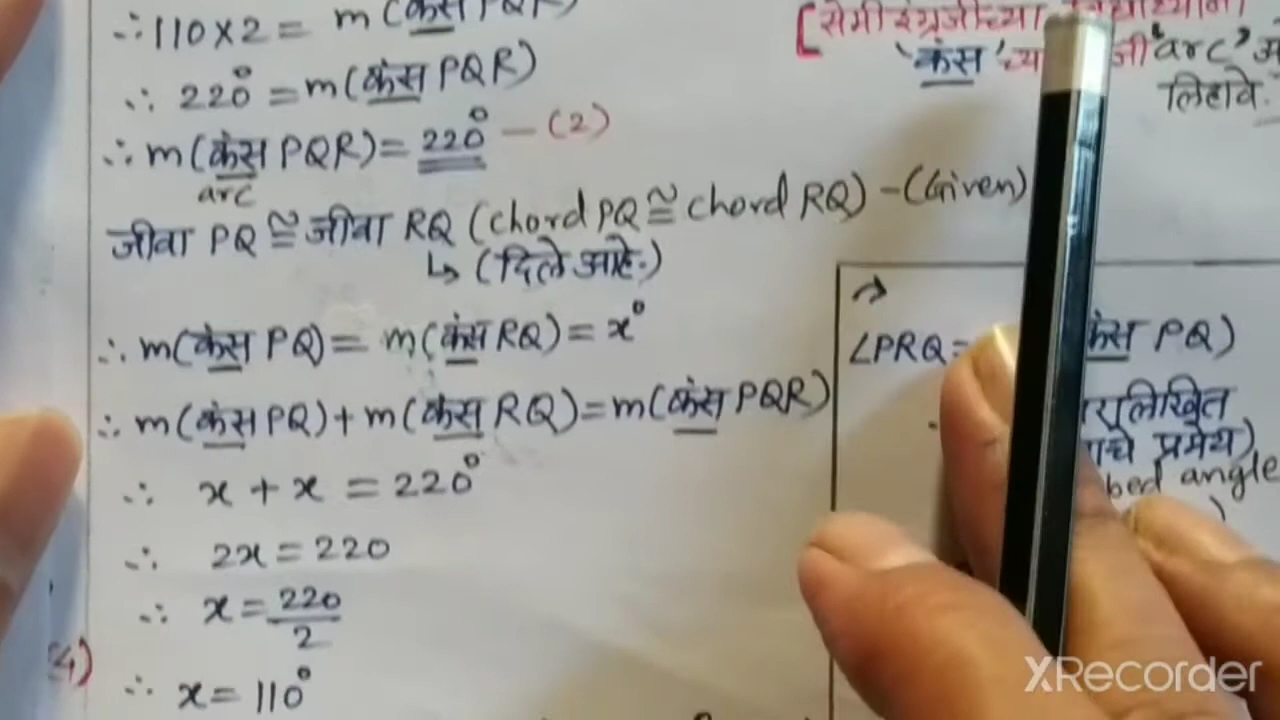 ∴ 110 × 2 = m (कंस PQR)
∴ 220° = m (कंस PQR)
∴ m (कंस PQR) = 220° — (2)
arc
जीवा PQ ≅ जीवा RQ (chord PQ ≅ chord RQ) – (Given)
↳ (दिले आहे.)
∴ m (कंस PQ) = m (कंस RQ) = x°
∴ m (कंस PQ) + m (कंस RQ) = m (कंस PQR)
∴ x + x = 220°
∴ 2x = 220
∴ x = 220/2
4)
∴ x = 110°
[सेमी इंग्रजीच्या
'कंस' च्या जी 'arc'
लिहावे.
→
∠PRQ = कंस PQ)
प्रमेय)
angle
XRecorder